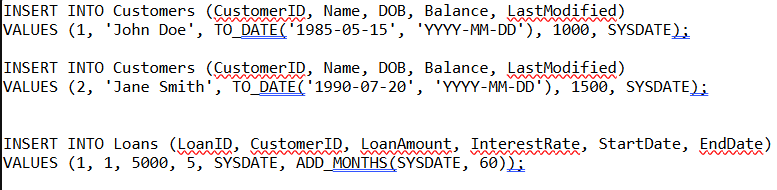 INSERT INTO Customers (CustomerID, Name, DOB, Balance, LastModified)
VALUES (1, 'John Doe', TO_DATE('1985-05-15', 'YYYY-MM-DD'), 1000, SYSDATE);
INSERT INTO Customers (CustomerID, Name, DOB, Balance, LastModified)
VALUES (2, 'Jane Smith', TO_DATE('1990-07-20', 'YYYY-MM-DD'), 1500, SYSDATE);
INSERT INTO Loans (LoanID, CustomerID, LoanAmount, InterestRate, StartDate, EndDate)
VALUES (1, 1, 5000, 5, SYSDATE, ADD_MONTHS(SYSDATE, 60));